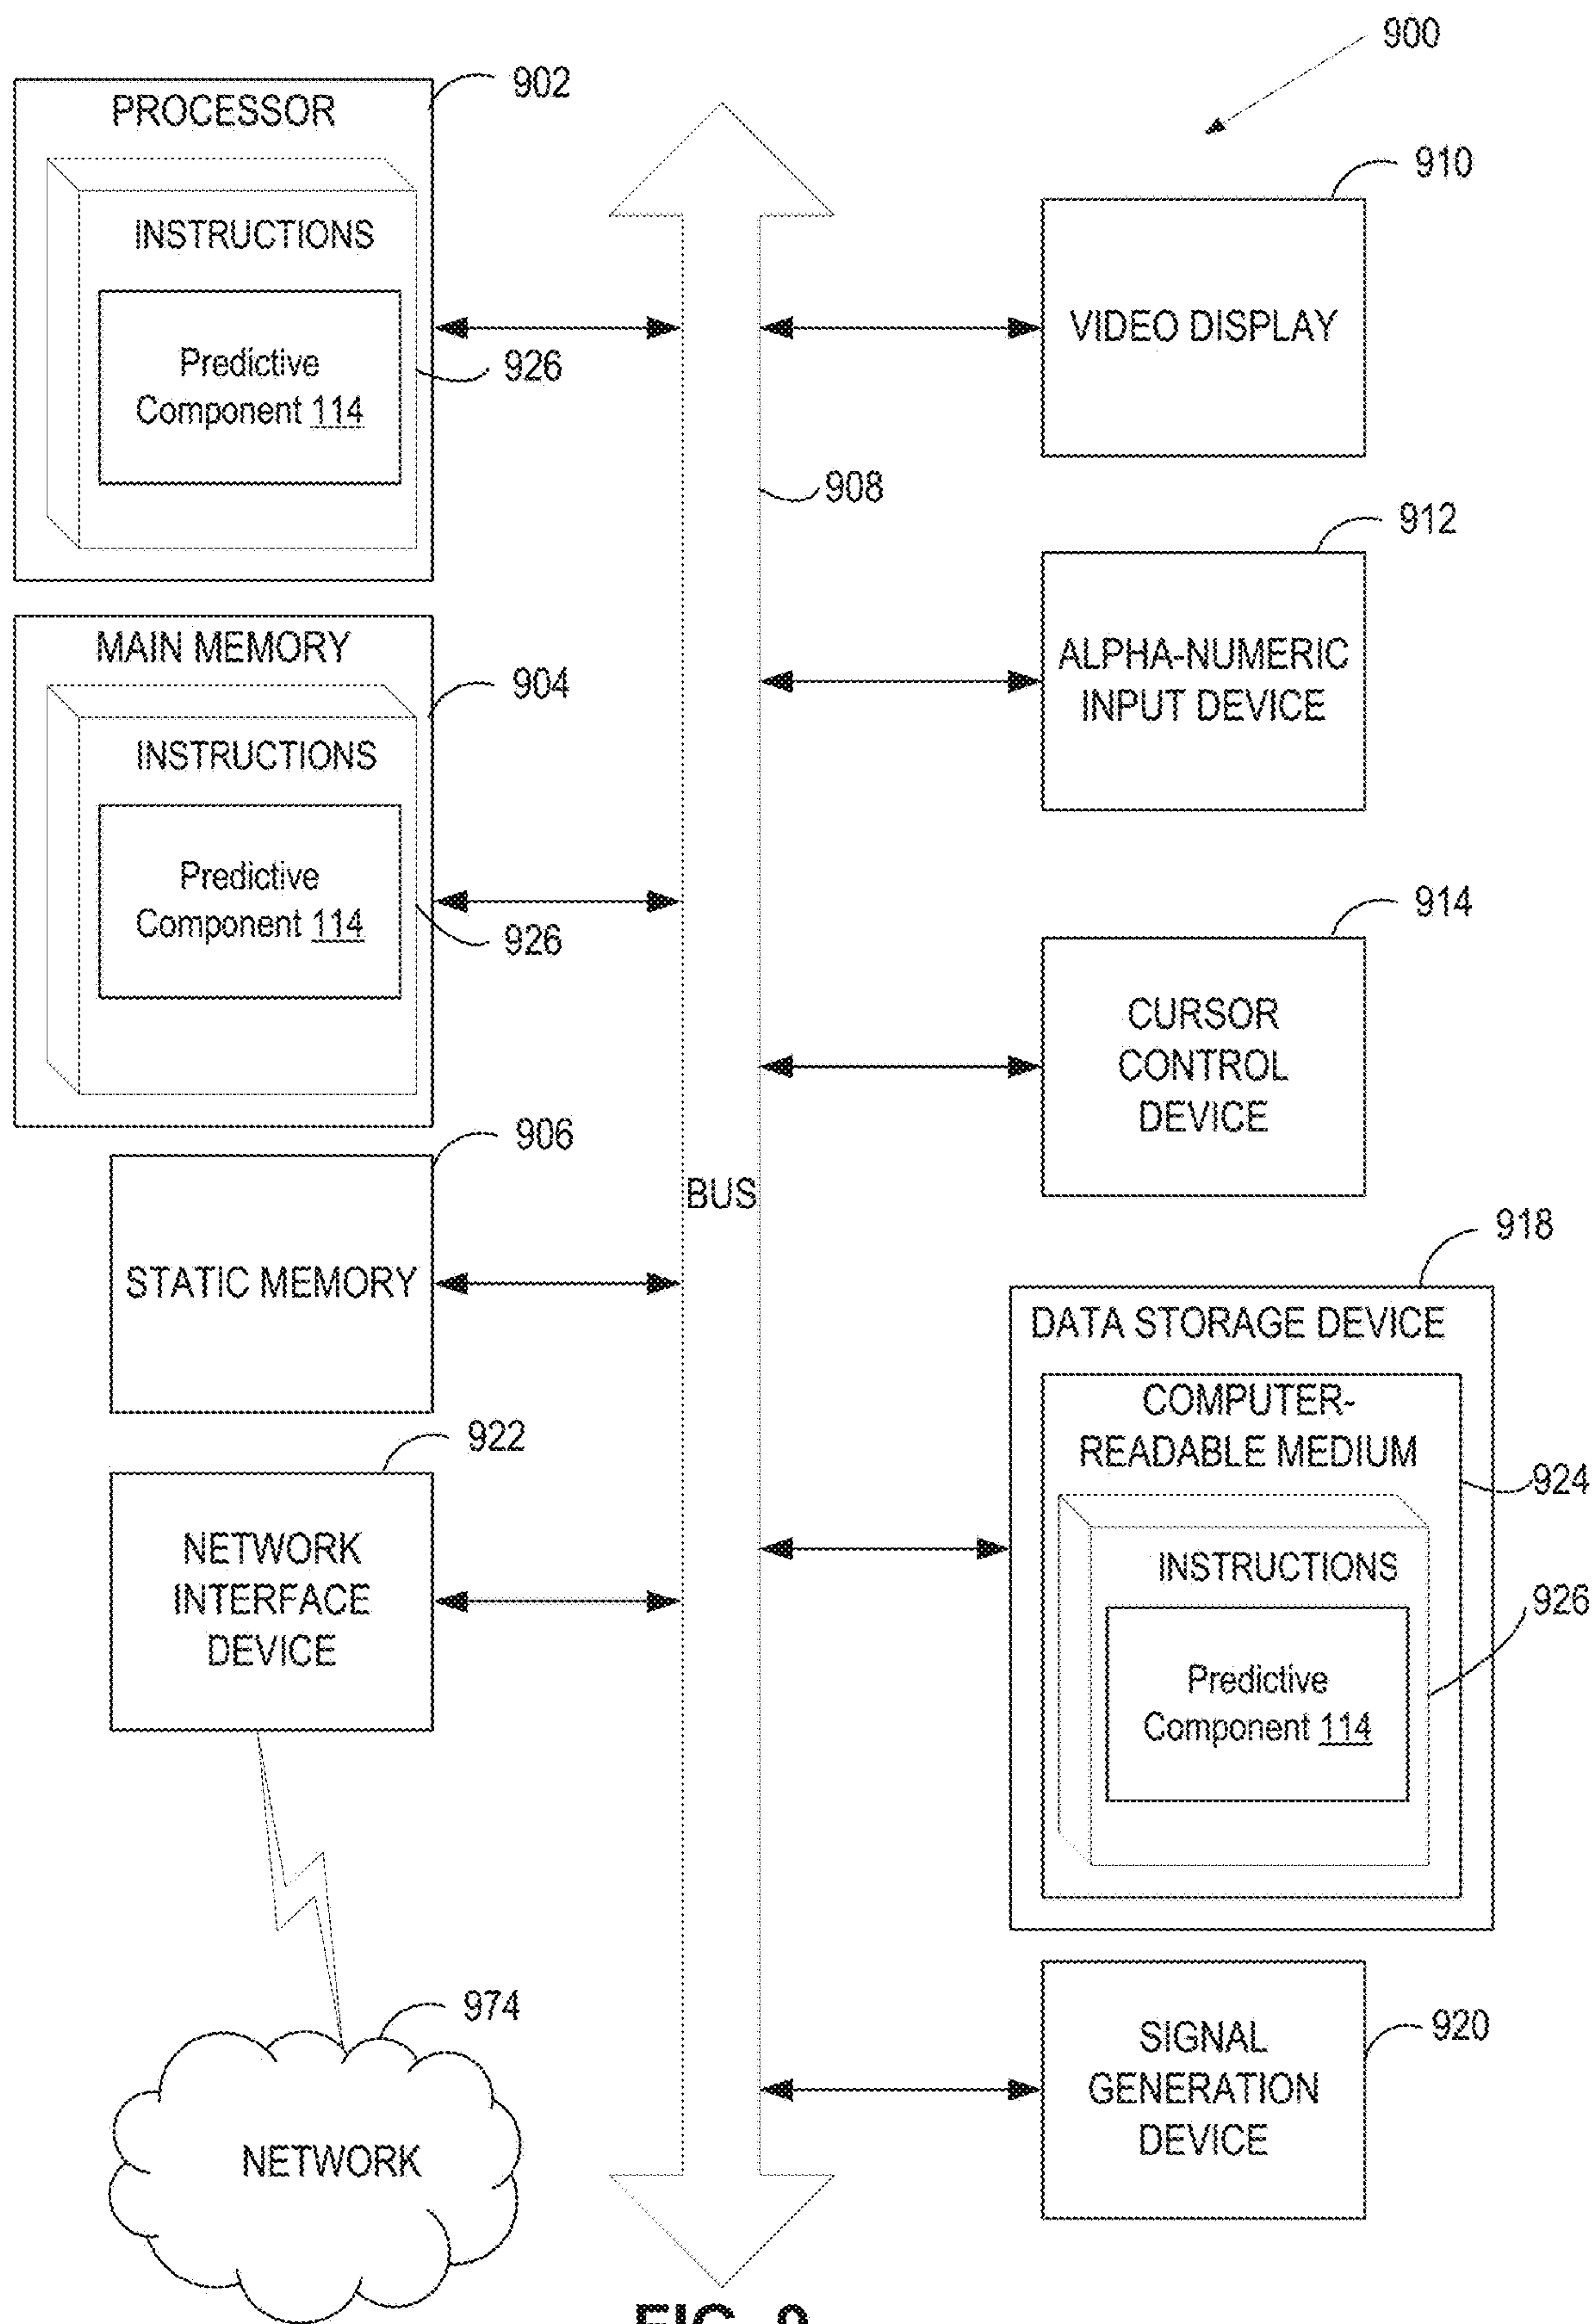 900
902
PROCESSOR
INSTRUCTIONS
Predictive
Component 114
926
MAIN MEMORY
904
INSTRUCTIONS
Predictive
Component 114
926
906
STATIC MEMORY
922
NETWORK
INTERFACE
DEVICE
974
NETWORK
908
BUS
910
VIDEO DISPLAY
912
ALPHA-NUMERIC
INPUT DEVICE
914
CURSOR
CONTROL
DEVICE
918
DATA STORAGE DEVICE
COMPUTER-
READABLE MEDIUM
924
INSTRUCTIONS
926
Predictive
Component 114
920
SIGNAL
GENERATION
DEVICE
FIG. 9